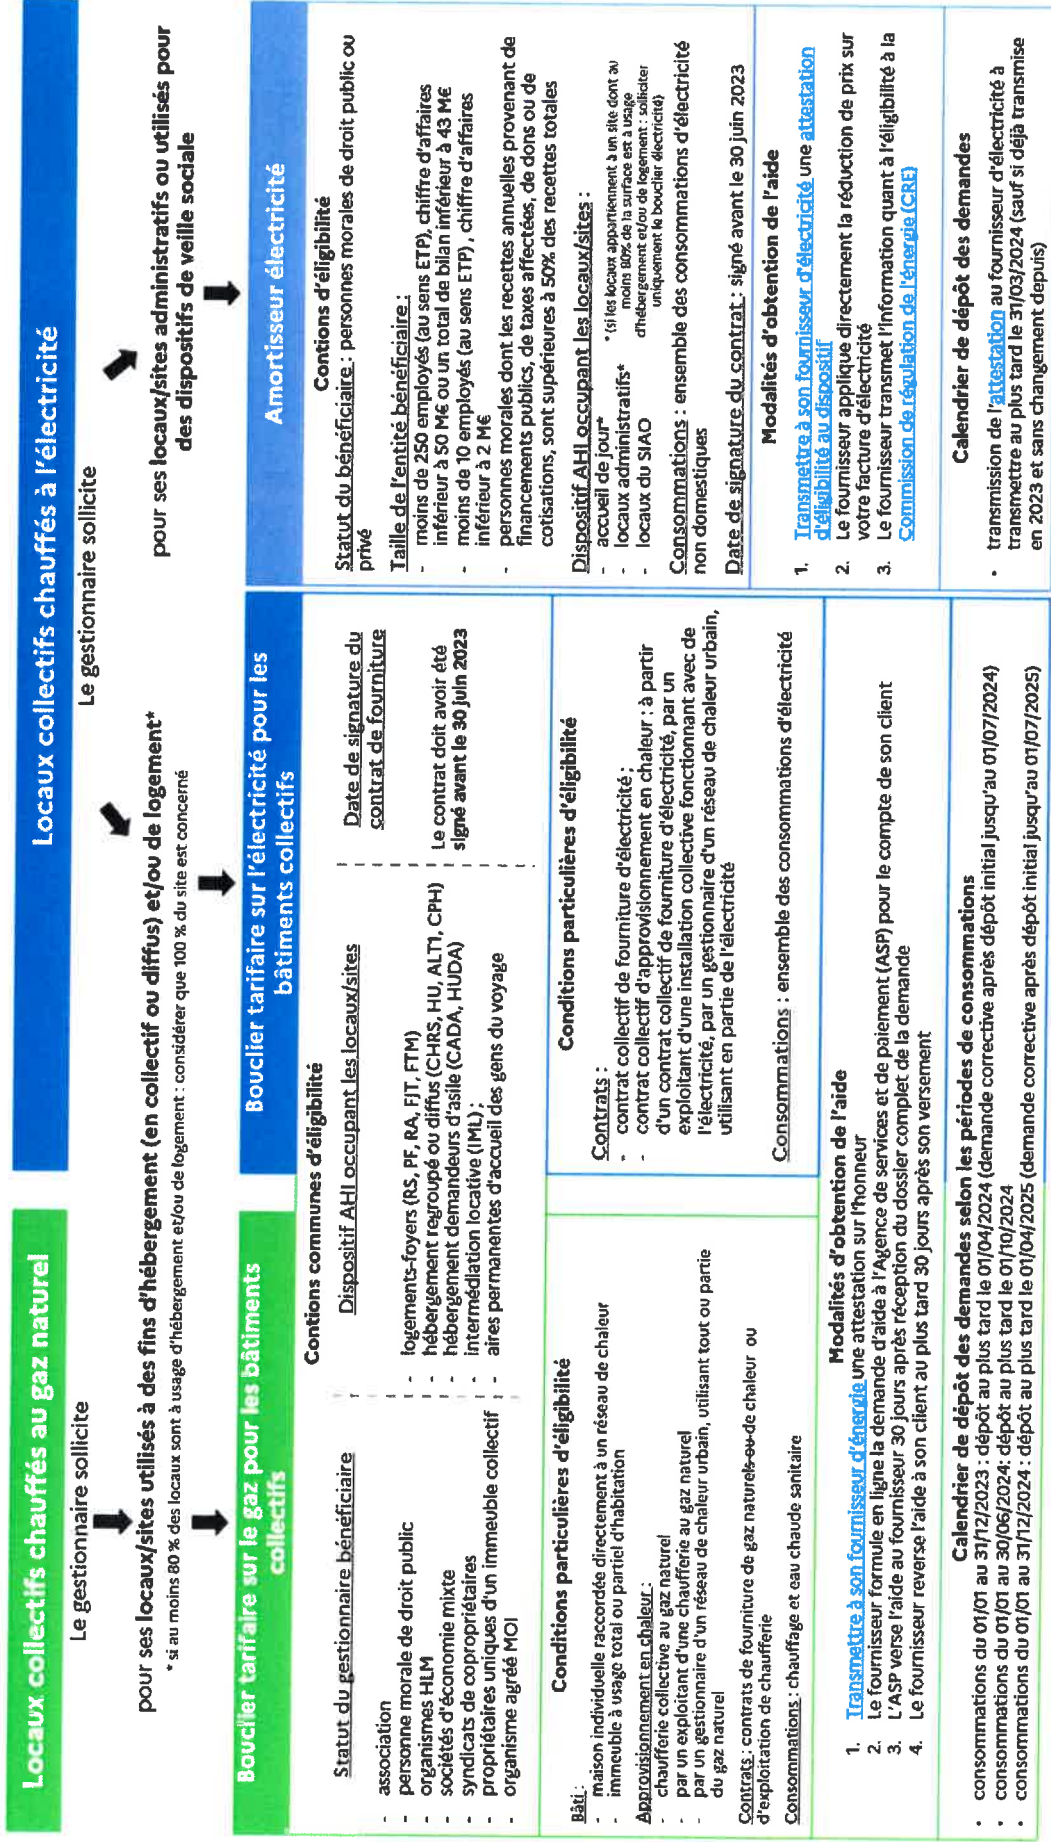 Locaux collectifs chauffés au gaz naturel
Locaux collectifs chauffés à l'électricité
Le gestionnaire sollicite
Le gestionnaire sollicite
pour ses locaux/sites utilisés à des fins d'hébergement (en collectif ou diffus) et/ou de logement*
* si au moins 80 % des locaux sont à usage d'hébergement et/ou de logement : considérer que 100 % du site est concerné
pour ses locaux/sites administratifs ou utilisés pour
des dispositifs de veille sociale
Bouclier tarifaire sur le gaz pour les bâtiments
collectifs
Bouclier tarifaire sur l'électricité pour les
bâtiments collectifs
Contions communes d'éligibilité
Statut du gestionnaire bénéficiaire
- association
- personne morale de droit public
- organismes HLM
- sociétés d'économie mixte
- syndicats de copropriétaires
- propriétaires uniques d'un immeuble collectif
- organisme agréé MOI
Dispositif AHI occupant les locaux/sites
- logements-foyers (RS, PF, RA, FJT, FTM)
- hébergement regroupé ou diffus (CHRS, HU, ALT1, CPH)
- hébergement demandeurs d'asile (CADA, HUDA)
- intermédiation locative (IML) ;
- aires permanentes d'accueil des gens du voyage
Date de signature du
contrat de fourniture
Le contrat doit avoir été
signé avant le 30 juin 2023
Conditions particulières d'éligibilité
Bâti :
- maison individuelle raccordée directement à un réseau de chaleur
- immeuble à usage total ou partiel d'habitation
Approvisionnement en chaleur :
- chaufferie collective au gaz naturel
- par un exploitant d'une chaufferie au gaz naturel
- par un gestionnaire d'un réseau de chaleur urbain, utilisant tout ou partie
du gaz naturel
Contrats : contrats de fourniture de gaz naturels ou de chaleur ou
d'exploitation de chaufferie
Consommations : chauffage et eau chaude sanitaire
Conditions particulières d'éligibilité
Contrats :
- contrat collectif de fourniture d'électricité ;
- contrat collectif d'approvisionnement en chaleur : à partir
d'un contrat collectif de fourniture d'électricité, par un
exploitant d'une installation collective fonctionnant avec de
l'électricité, par un gestionnaire d'un réseau de chaleur urbain,
utilisant en partie de l'électricité
Consommations : ensemble des consommations d'électricité
Modalités d'obtention de l'aide
1. Transmettre à son fournisseur d'énergie une attestation sur l'honneur
2. Le fournisseur formule en ligne la demande d'aide à l'Agence de services et de paiement (ASP) pour le compte de son client
3. L'ASP verse l'aide au fournisseur 30 jours après réception du dossier complet de la demande
4. Le fournisseur reverse l'aide à son client au plus tard 30 jours après son versement
Calendrier de dépôt des demandes selon les périodes de consommations
• consommations du 01/01 au 31/12/2023 : dépôt au plus tard le 01/04/2024 (demande corrective après dépôt initial jusqu'au 01/07/2024)
• consommations du 01/01 au 30/06/2024: dépôt au plus tard le 01/10/2024
• consommations du 01/01 au 31/12/2024 : dépôt au plus tard le 01/04/2025 (demande corrective après dépôt initial jusqu'au 01/07/2025)
Amortisseur électricité
Contions d'éligibilité
Statut du bénéficiaire : personnes morales de droit public ou
privé
Taille de l'entité bénéficiaire :
- moins de 250 employés (au sens ETP), chiffre d'affaires
inférieur à 50 M€ ou un total de bilan inférieur à 43 M€
- moins de 10 employés (au sens ETP) , chiffre d'affaires
inférieur à 2 M€
- personnes morales dont les recettes annuelles provenant de
financements publics, de taxes affectées, de dons ou de
cotisations, sont supérieures à 50% des recettes totales
Dispositif AHI occupant les locaux/sites :
- accueil de jour*
- locaux administratifs*
- locaux du SIAO
*(si les locaux appartiennent à un site dont au
moins 80% de la surface est à usage
d'hébergement et/ou de logement : solliciter
uniquement le bouclier électricité)
Consommations : ensemble des consommations d'électricité
non domestiques
Date de signature du contrat : signé avant le 30 juin 2023
Modalités d'obtention de l'aide
1. Transmettre à son fournisseur d'électricité une attestation
d'éligibilité au dispositif
2. Le fournisseur applique directement la réduction de prix sur
votre facture d'électricité
3. Le fournisseur transmet l'information quant à l'éligibilité à la
Commission de régulation de l'énergie (CRE)
Calendrier de dépôt des demandes
• transmission de l'attestation au fournisseur d'électricité à
transmettre au plus tard le 31/03/2024 (sauf si déjà transmise
en 2023 et sans changement depuis)